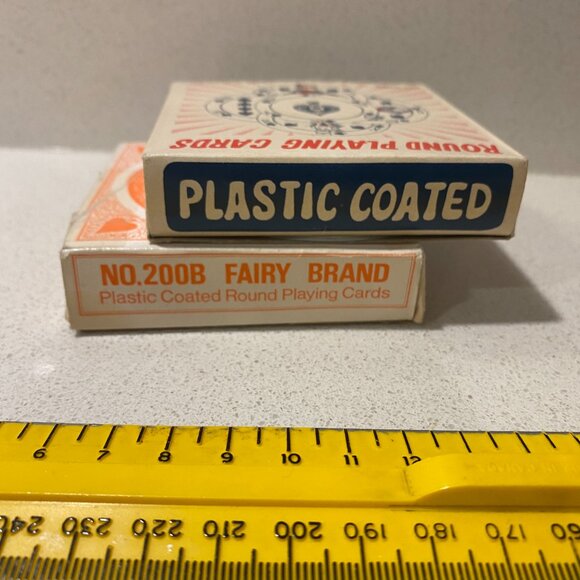 ROUND PLAYING CARDS
PLASTIC COATED
NO.200B FAIRY BRAND
Plastic Coated Round Playing Cards
6 7 8 9 10 11 12
240 230 220 210 200 190 180 170 160